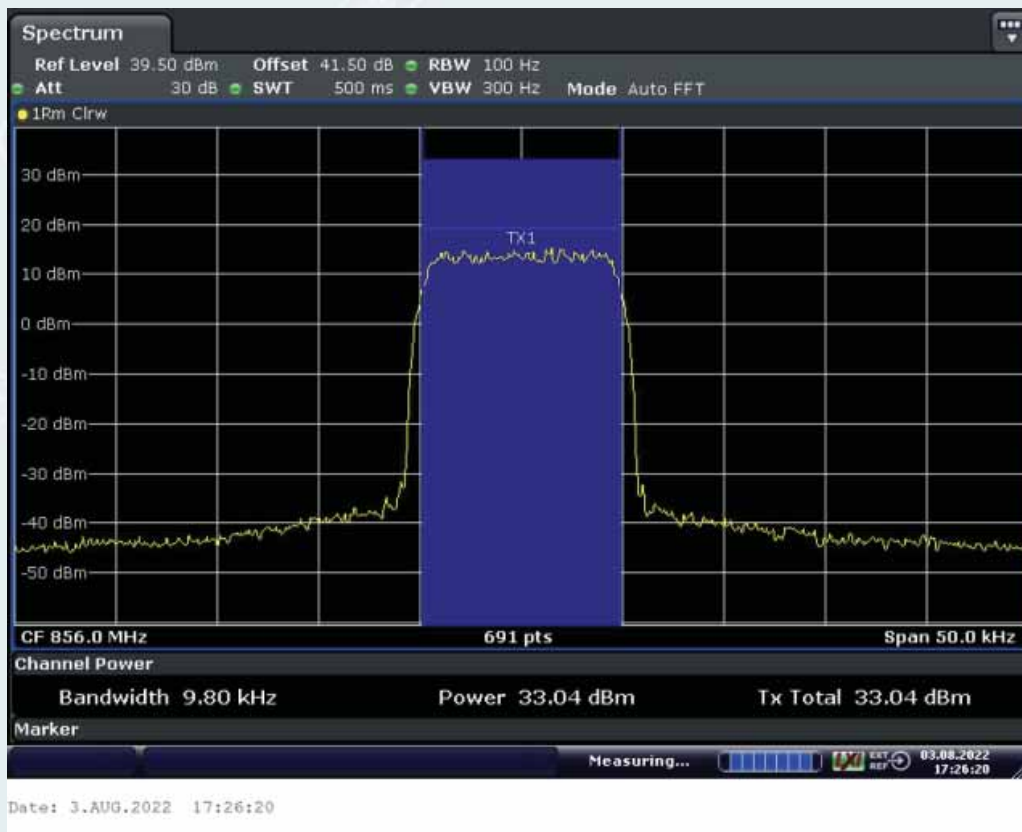 Spectrum
Ref Level 39.50 dBm Offset 41.50 dB RBW 100 Hz
Att 30 dB SWT 500 ms VBW 300 Hz Mode Auto FFT
1Rm Clrw
30 dBm
20 dBm
TX1
10 dBm
0 dBm
-10 dBm
-20 dBm
-30 dBm
-40 dBm
-50 dBm
CF 856.0 MHz 691 pts Span 50.0 kHz
Channel Power
Bandwidth 9.80 kHz Power 33.04 dBm Tx Total 33.04 dBm
Marker
Measuring... LXI EXT REF 03.08.2022
17:26:20
Date: 3.AUG.2022 17:26:20